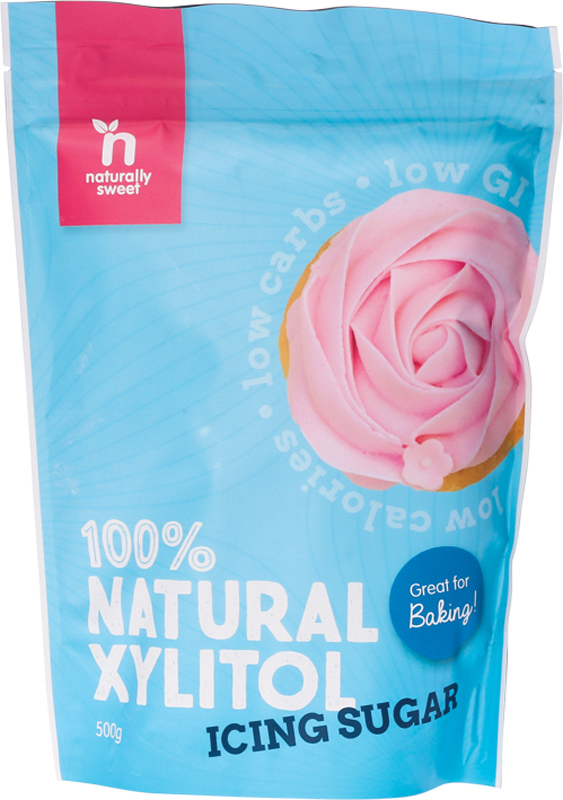 naturally
sweet
low calories • low carbs • low GI
100%
NATURAL
XYLITOL
ICING SUGAR
Great for
Baking!
500g